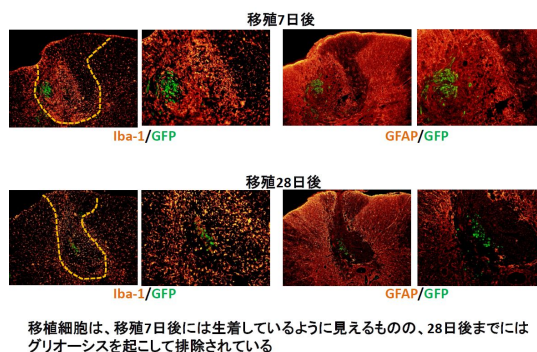 移殖7日後
Iba-1/GFP
GFAP/GFP
移殖28日後
Iba-1/GFP
GFAP/GFP
移植細胞は、移殖7日後には生着しているように見えるものの、28日後までには
グリオーシスを起こして排除されている